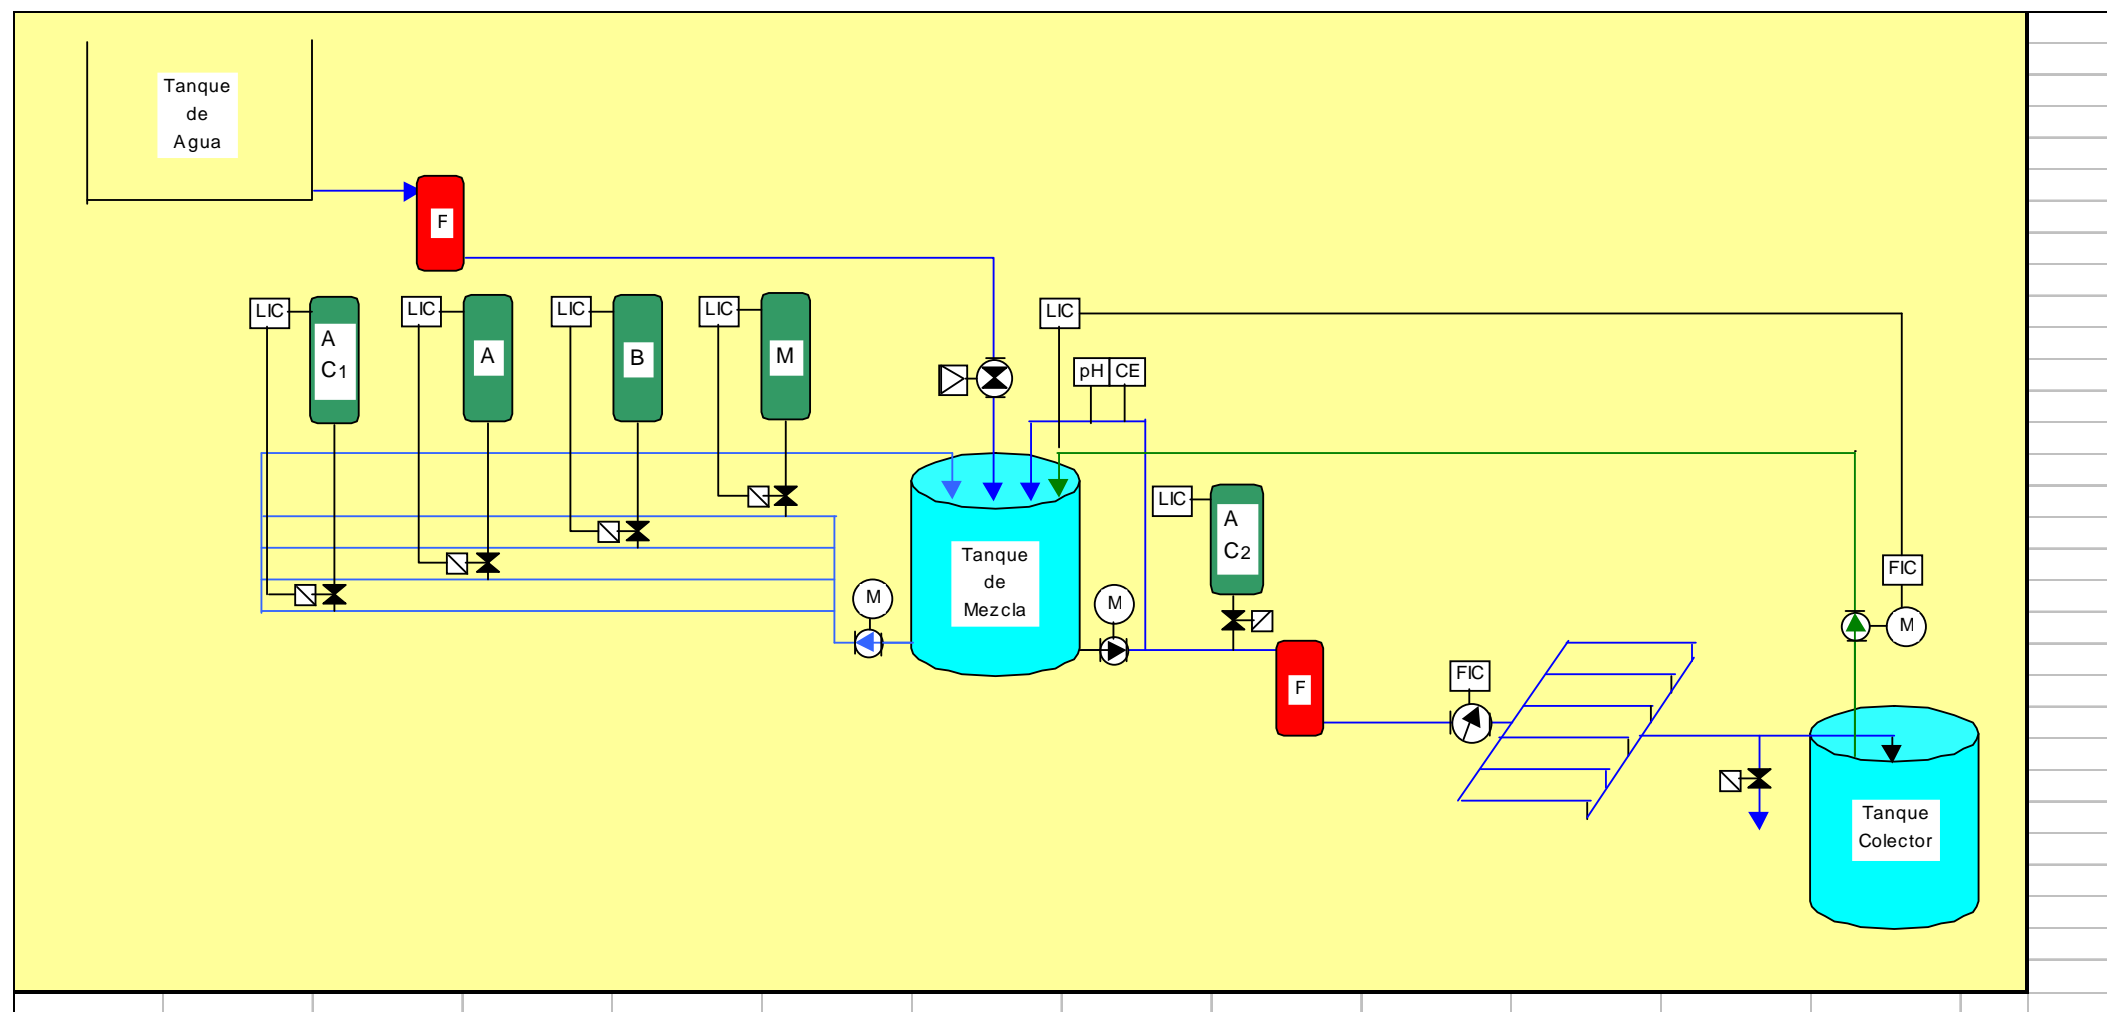 Tanque
de
Agua
F
LIC
A
C1
LIC
A
LIC
B
LIC
M
LIC
pH
CE
LIC
A
C2
Tanque
de
Mezcla
M
M
F
FIC
FIC
M
Tanque
Colector